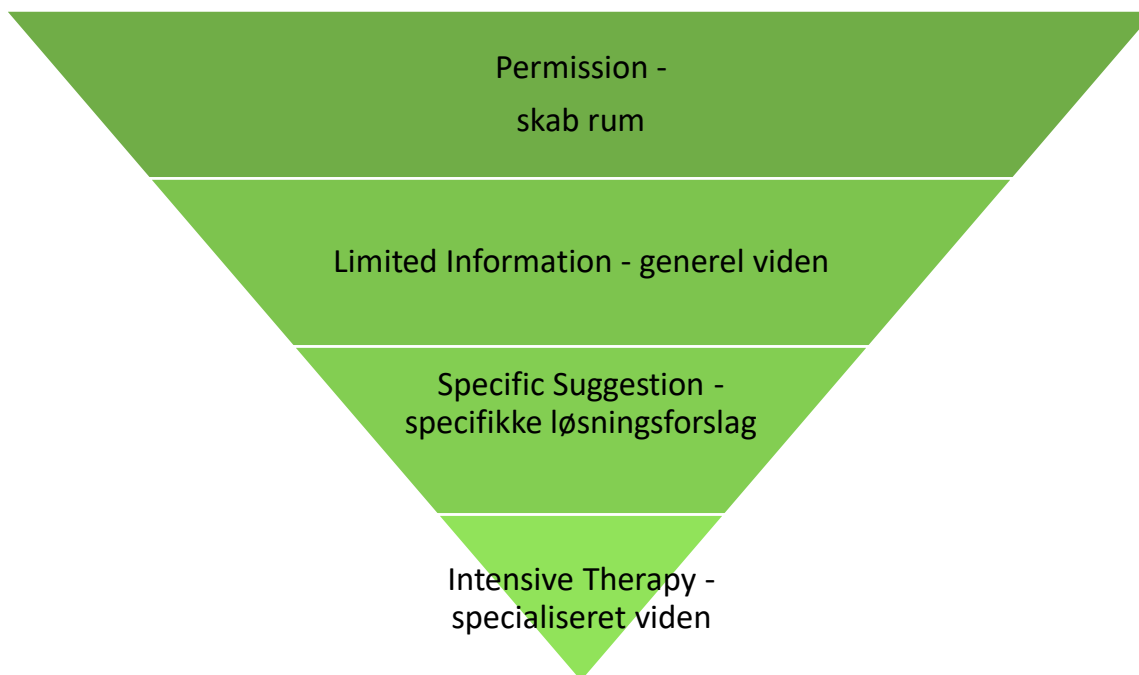 Permission -
skab rum
Limited Information - generel viden
Specific Suggestion -
specifikke løsningsforslag
Intensive Therapy -
specialiseret viden